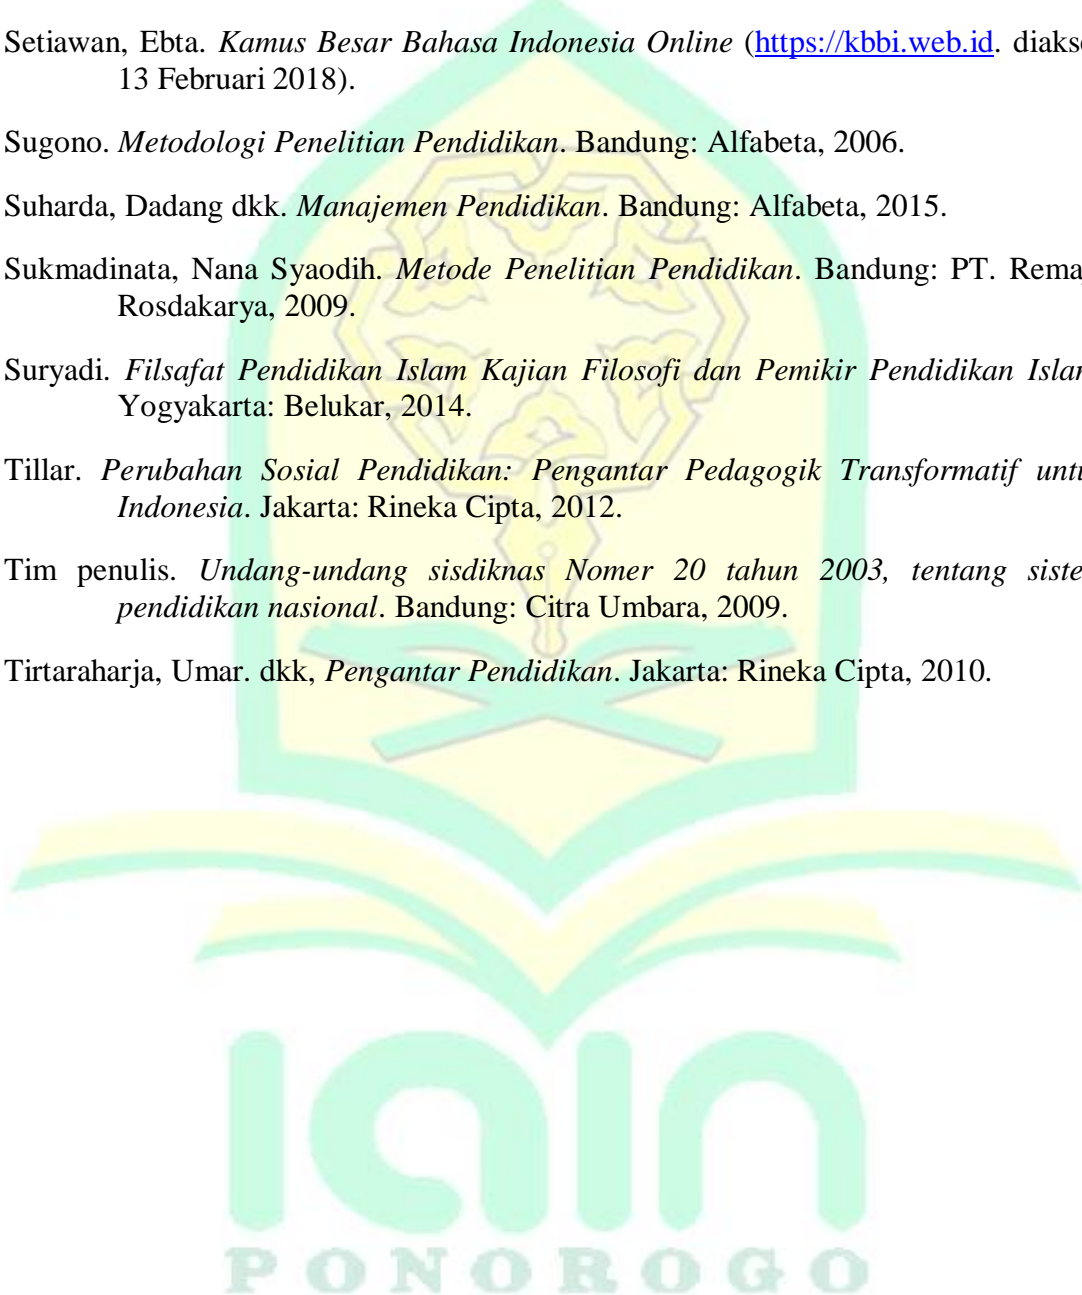 Setiawan, Ebta. Kamus Besar Bahasa Indonesia Online (https://kbbi.web.id. diakse
13 Februari 2018).
Sugono. Metodologi Penelitian Pendidikan. Bandung: Alfabeta, 2006.
Suharda, Dadang dkk. Manajemen Pendidikan. Bandung: Alfabeta, 2015.
Sukmadinata, Nana Syaodih. Metode Penelitian Pendidikan. Bandung: PT. Rema
Rosdakarya, 2009.
Suryadi. Filsafat Pendidikan Islam Kajian Filosofi dan Pemikir Pendidikan Islam
Yogyakarta: Belukar, 2014.
Tillar. Perubahan Sosial Pendidikan: Pengantar Pedagogik Transformatif untu
Indonesia. Jakarta: Rineka Cipta, 2012.
Tim penulis. Undang-undang sisdiknas Nomer 20 tahun 2003, tentang siste
pendidikan nasional. Bandung: Citra Umbara, 2009.
Tirtaraharja, Umar. dkk, Pengantar Pendidikan. Jakarta: Rineka Cipta, 2010.
iain
PONOROGO